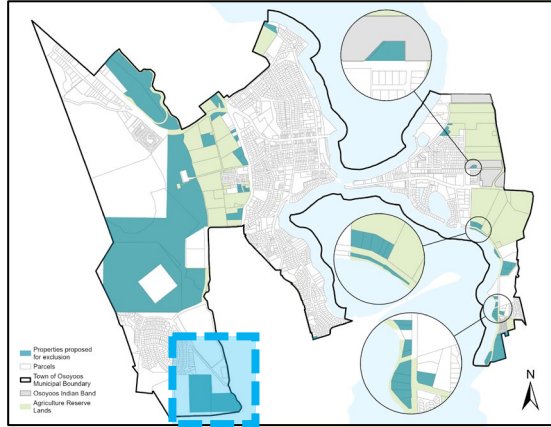 Properties proposed
for exclusion
Parcels
Town of Osoyoos
Municipal Boundary
Osoyoos Indian Band
Agriculture Reserve
Lands
N